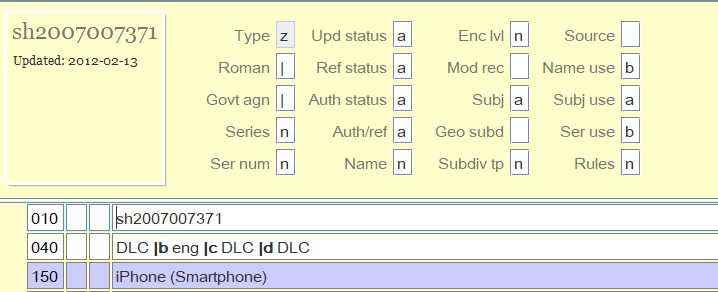 sh2007007371
Updated: 2012-02-13
Type z Upd status a Enc lvl n Source
Roman | Ref status a Mod rec Name use b
Govt agn | Auth status a Subj a Subj use a
Series n Auth/ref a Geo subd Ser use b
Ser num n Name n Subdiv tp n Rules n
010 sh2007007371
040 DLC |b eng |c DLC |d DLC
150 iPhone (Smartphone)